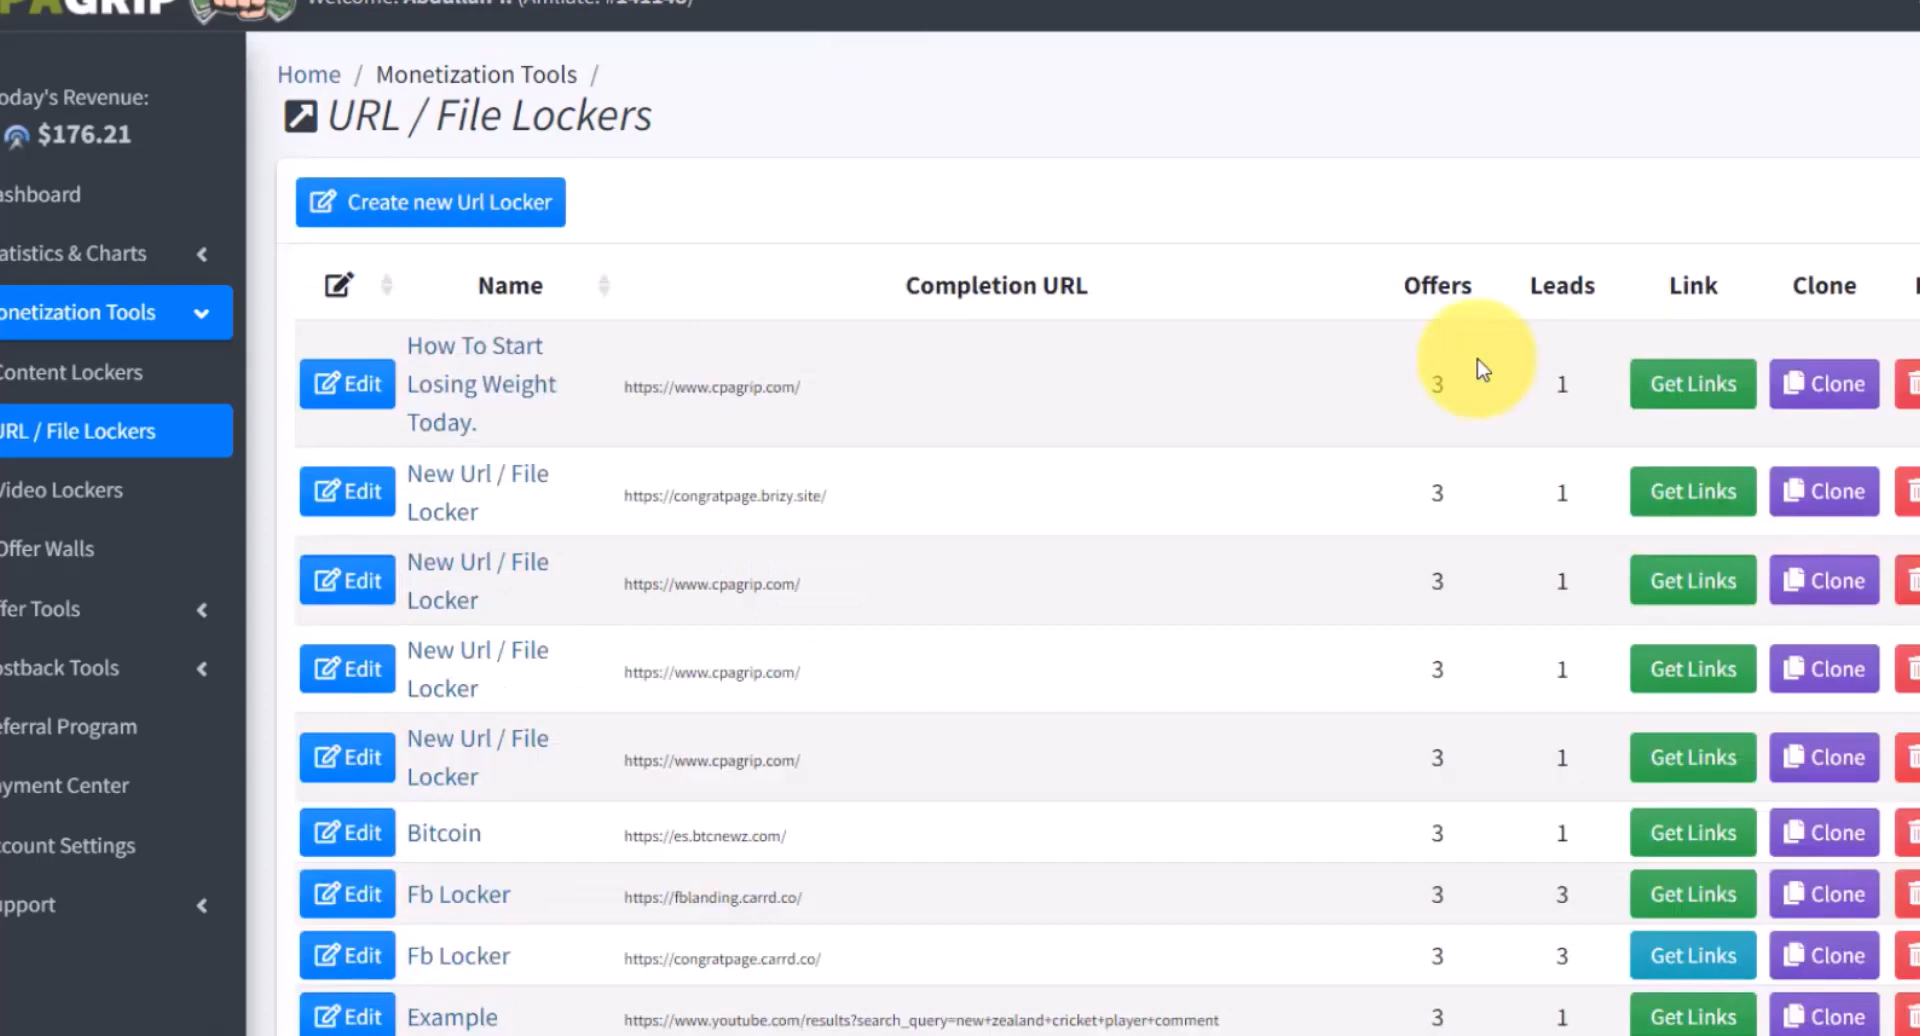 PAGRIP
Welcome:
oday's Revenue:
$176.21
ashboard
atistics & Charts
onetization Tools
Content Lockers
URL / File Lockers
Video Lockers
Offer Walls
ffer Tools
ostback Tools
eferral Program
ayment Center
ccount Settings
upport
Home / Monetization Tools /
URL / File Lockers
Create new Url Locker
Name Completion URL Offers Leads Link Clone
Edit How To Start Losing Weight Today. https://www.cpagrip.com/ 3 1 Get Links Clone
Edit New Url / File Locker https://congratpage.brizy.site/ 3 1 Get Links Clone
Edit New Url / File Locker https://www.cpagrip.com/ 3 1 Get Links Clone
Edit New Url / File Locker https://www.cpagrip.com/ 3 1 Get Links Clone
Edit New Url / File Locker https://www.cpagrip.com/ 3 1 Get Links Clone
Edit Bitcoin https://es.btcnewz.com/ 3 1 Get Links Clone
Edit Fb Locker https://fblanding.carrd.co/ 3 3 Get Links Clone
Edit Fb Locker https://congratpage.carrd.co/ 3 3 Get Links Clone
Edit Example https://www.youtube.com/results?search_query=new+zealand+cricket+player+comment 3 1 Get Links Clone